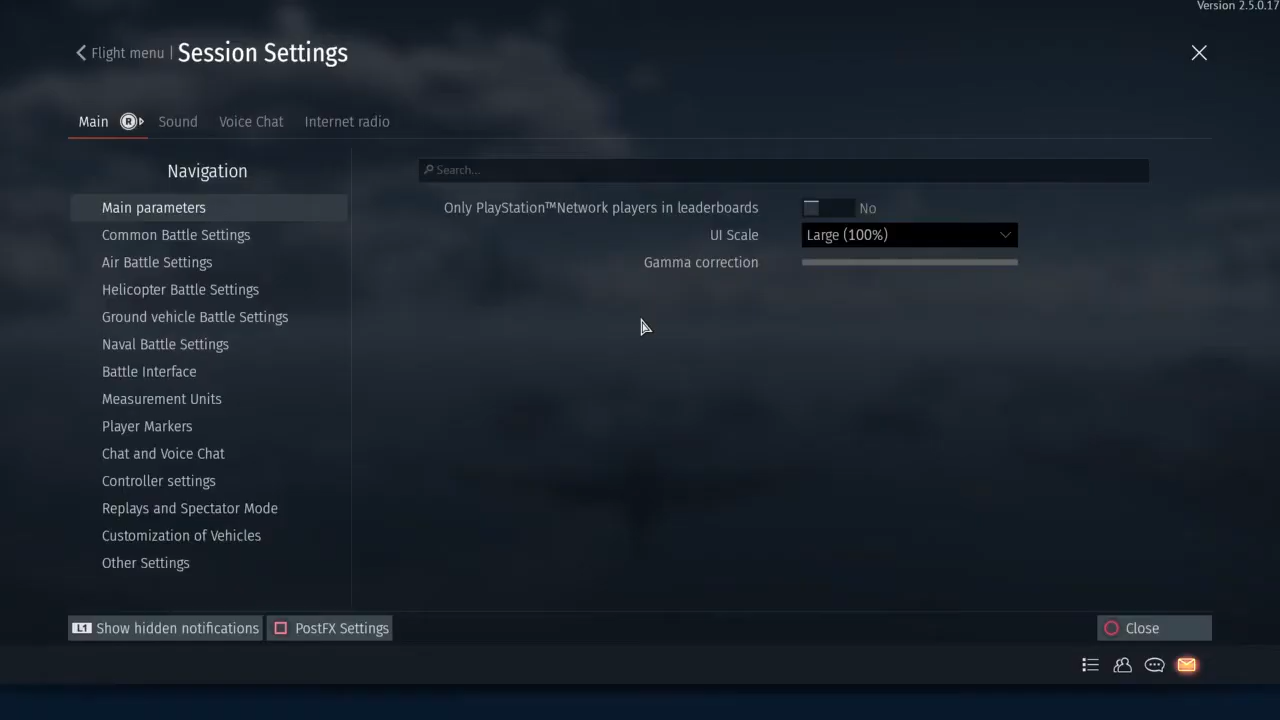 Version 2.5.0.17
Flight menu | Session Settings
Main R Sound Voice Chat Internet radio
Navigation
Search...
Main parameters
Only PlayStation™Network players in leaderboards No
Common Battle Settings
UI Scale Large (100%)
Air Battle Settings
Gamma correction
Helicopter Battle Settings
Ground vehicle Battle Settings
Naval Battle Settings
Battle Interface
Measurement Units
Player Markers
Chat and Voice Chat
Controller settings
Replays and Spectator Mode
Customization of Vehicles
Other Settings
L1 Show hidden notifications PostFX Settings Close